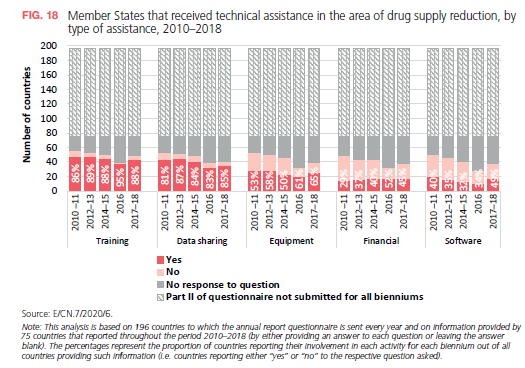 FIG. 18 Member States that received technical assistance in the area of drug supply reduction, by
type of assistance, 2010–2018
Number of countries
200
180
160
140
120
100
80
60
40
20
0
86% 89% 88% 95% 88% 81% 87% 84% 83% 85% 53% 58% 50% 61% 65% 29% 37% 40% 52% 40% 49%
2010 –11 2012–13 2014–15 2016 2017–18 2010 –11 2012–13 2014–15 2016 2017–18 2010 –11 2012–13 2014–15 2016 2017–18 2010 –11 2012–13 2014–15 2016 2017–18 2010 –11 2012–13 2014–15 2016 2017–18
Training Data sharing Equipment Financial Software
Yes
No
No response to question
Part II of questionnaire not submitted for all bienniums
Source: E/CN.7/2020/6.
Note: This analysis is based on 196 countries to which the annual report questionnaire is sent every year and on information provided by
75 countries that reported throughout the period 2010–2018 (by either providing an answer to each question or leaving the answer
blank). The percentages represent the proportion of countries reporting their involvement in each activity for each biennium out of all
countries providing such information (i.e. countries reporting either “yes” or “no” to the respective question asked).